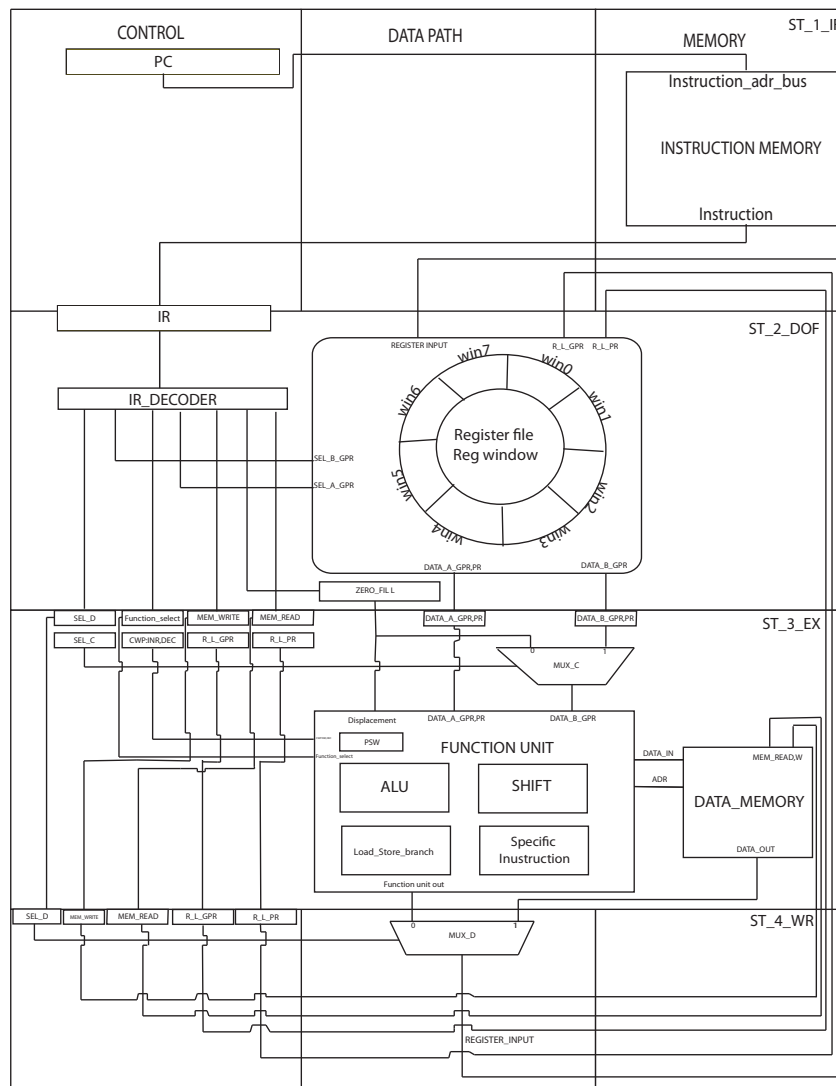 CONTROL
DATA PATH
MEMORY
ST_1_IF
PC
Instruction_adr_bus
INSTRUCTION MEMORY
Instruction
IR
ST_2_DOF
REGISTER INPUT
R_L_GPR
R_L_PR
IR_DECODER
win7
win0
win6
win1
Register file
Reg window
SEL_B_GPR
SEL_A_GPR
win5
win2
win4
win3
DATA_A_GPR,PR
DATA_B_GPR
ZERO_FIL L
SEL_D
Function_select
MEM_WRITE
MEM_READ
DATA_A_GPR,PR
DATA_B_GPR,PR
ST_3_EX
SEL_C
CWP:INR,DEC
R_L_GPR
R_L_PR
0
1
MUX_C
Displacement
DATA_A_GPR,PR
DATA_B_GPR
PSW
FUNCTION UNIT
Function_select
DATA_IN
MEM_READ,W
ADR
ALU
SHIFT
DATA_MEMORY
Load_Store_branch
Specific
Inustruction
DATA_OUT
Function unit out
SEL_D
MEM_WRITE
MEM_READ
R_L_GPR
R_L_PR
0
1
MUX_D
ST_4_WR
REGISTER_INPUT